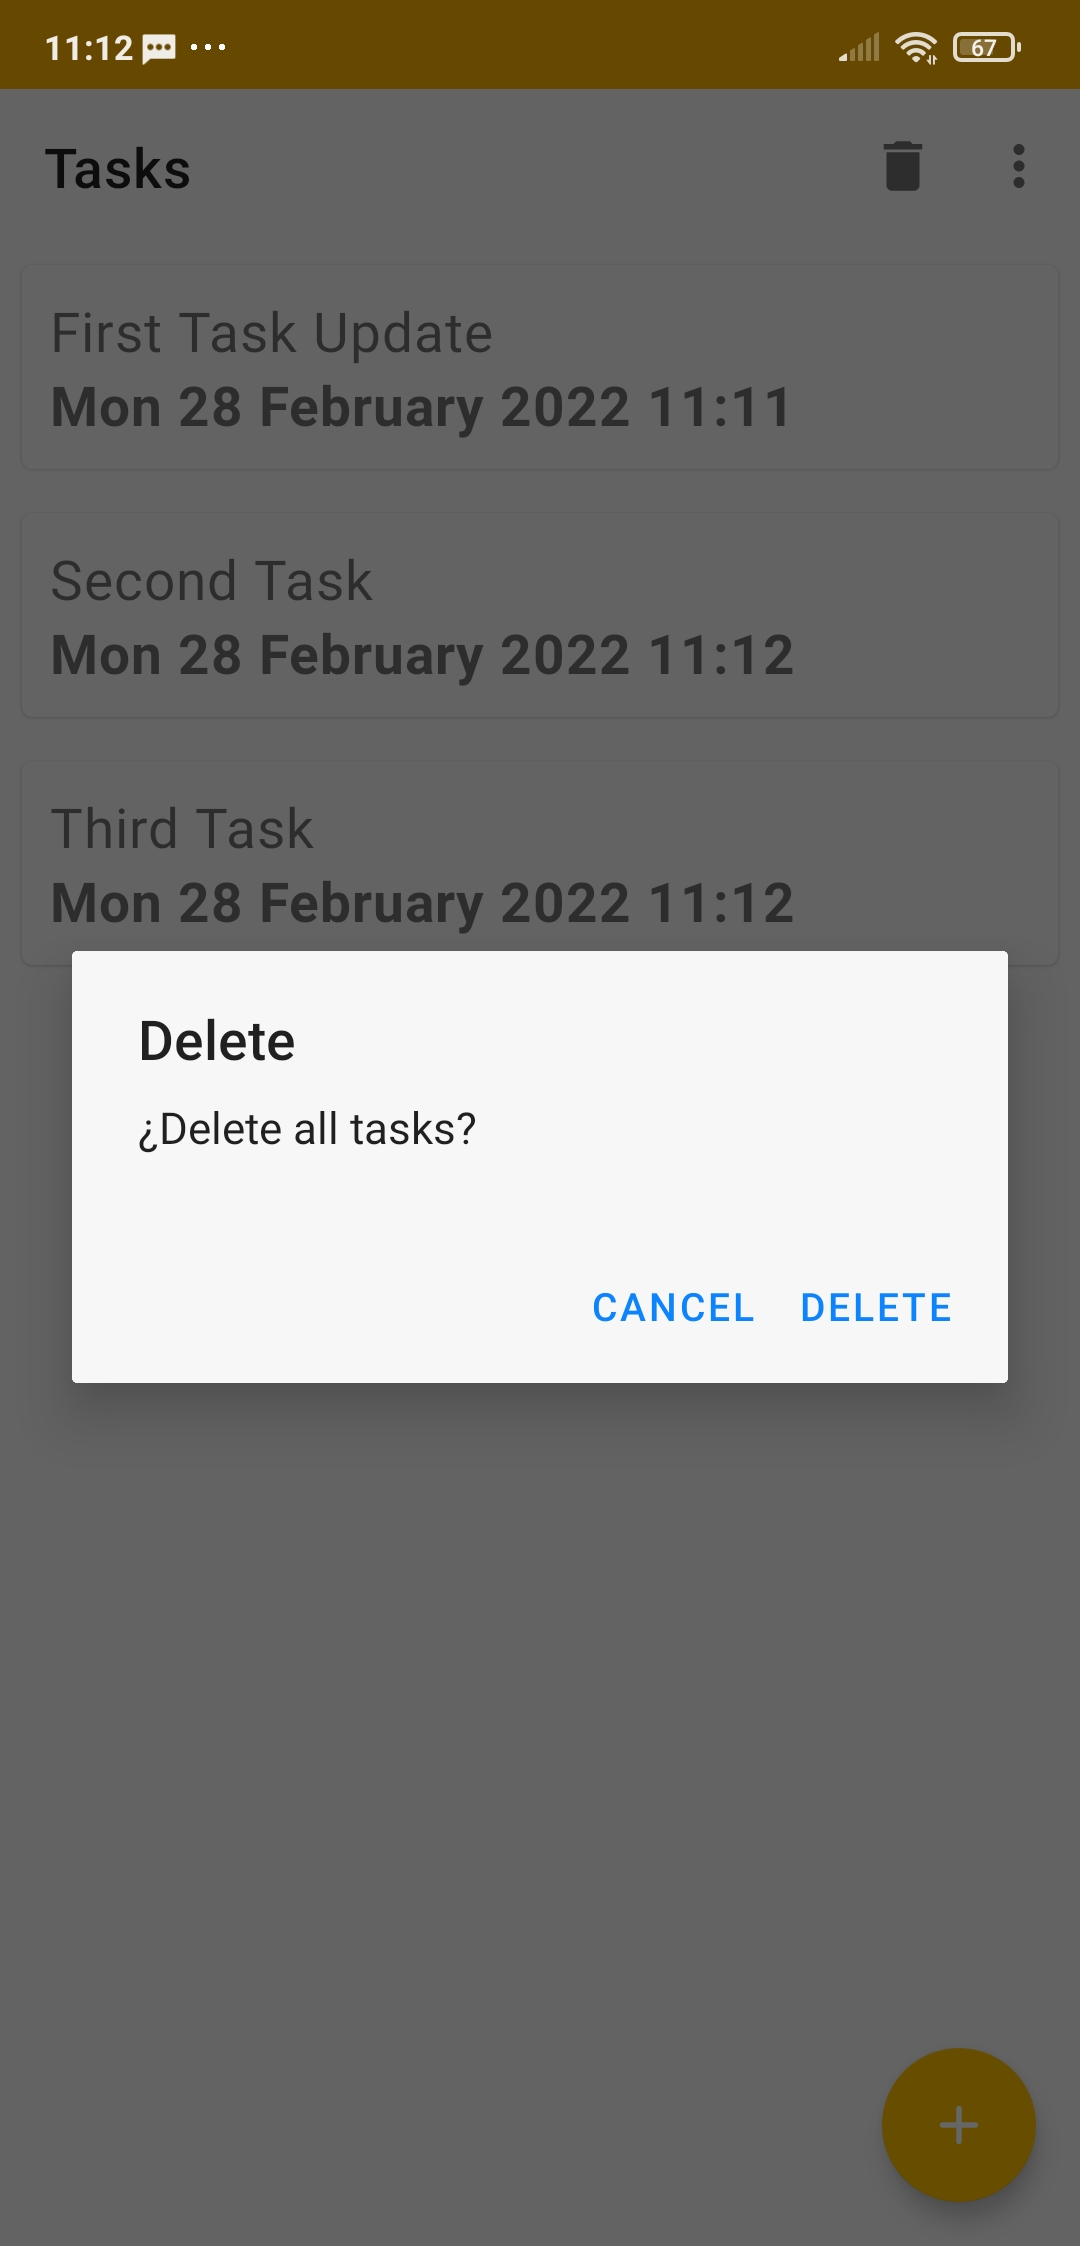 11:12
67
Tasks
First Task Update
Mon 28 February 2022 11:11
Second Task
Mon 28 February 2022 11:12
Third Task
Mon 28 February 2022 11:12
Delete
¿Delete all tasks?
CANCEL DELETE